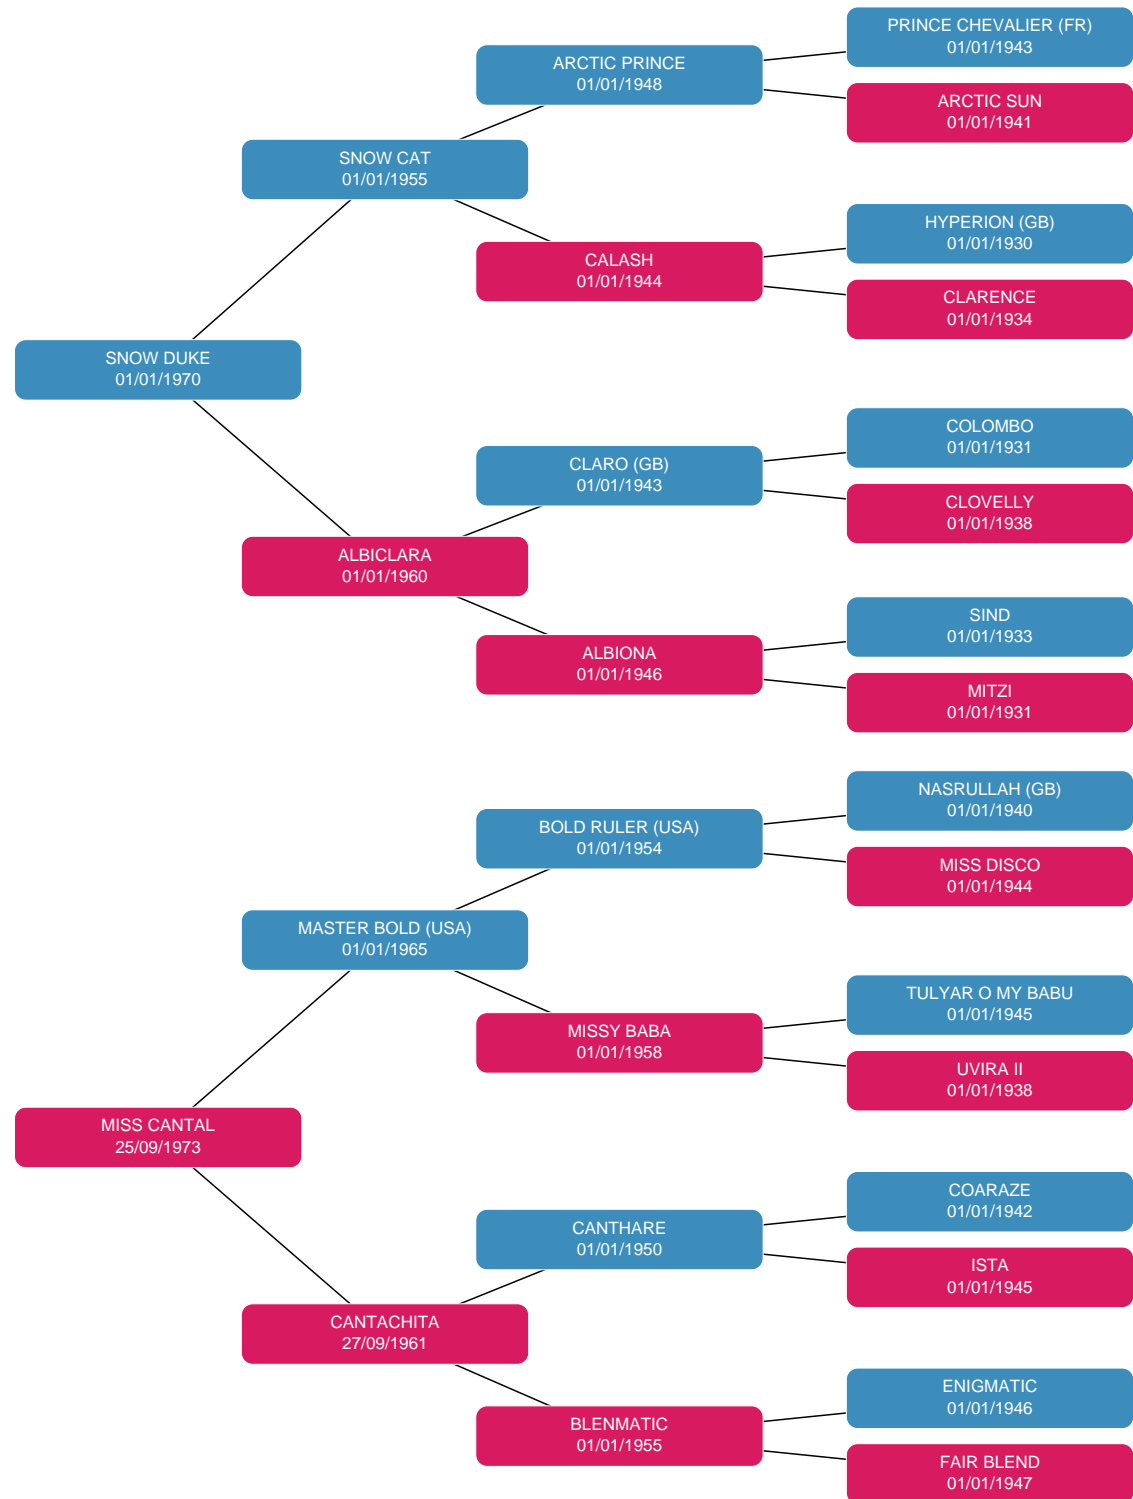 PRINCE CHEVALIER (FR)
01/01/1943
ARCTIC PRINCE
01/01/1948
ARCTIC SUN
01/01/1941
SNOW CAT
01/01/1955
HYPERION (GB)
01/01/1930
CALASH
01/01/1944
CLARENCE
01/01/1934
SNOW DUKE
01/01/1970
COLOMBO
01/01/1931
CLARO (GB)
01/01/1943
CLOVELLY
01/01/1938
ALBICLARA
01/01/1960
SIND
01/01/1933
ALBIONA
01/01/1946
MITZI
01/01/1931
NASRULLAH (GB)
01/01/1940
BOLD RULER (USA)
01/01/1954
MISS DISCO
01/01/1944
MASTER BOLD (USA)
01/01/1965
TULYAR O MY BABU
01/01/1945
MISSY BABA
01/01/1958
UVIRA II
01/01/1938
MISS CANTAL
25/09/1973
COARAZE
01/01/1942
CANTHARE
01/01/1950
ISTA
01/01/1945
CANTACHITA
27/09/1961
ENIGMATIC
01/01/1946
BLENMATIC
01/01/1955
FAIR BLEND
01/01/1947